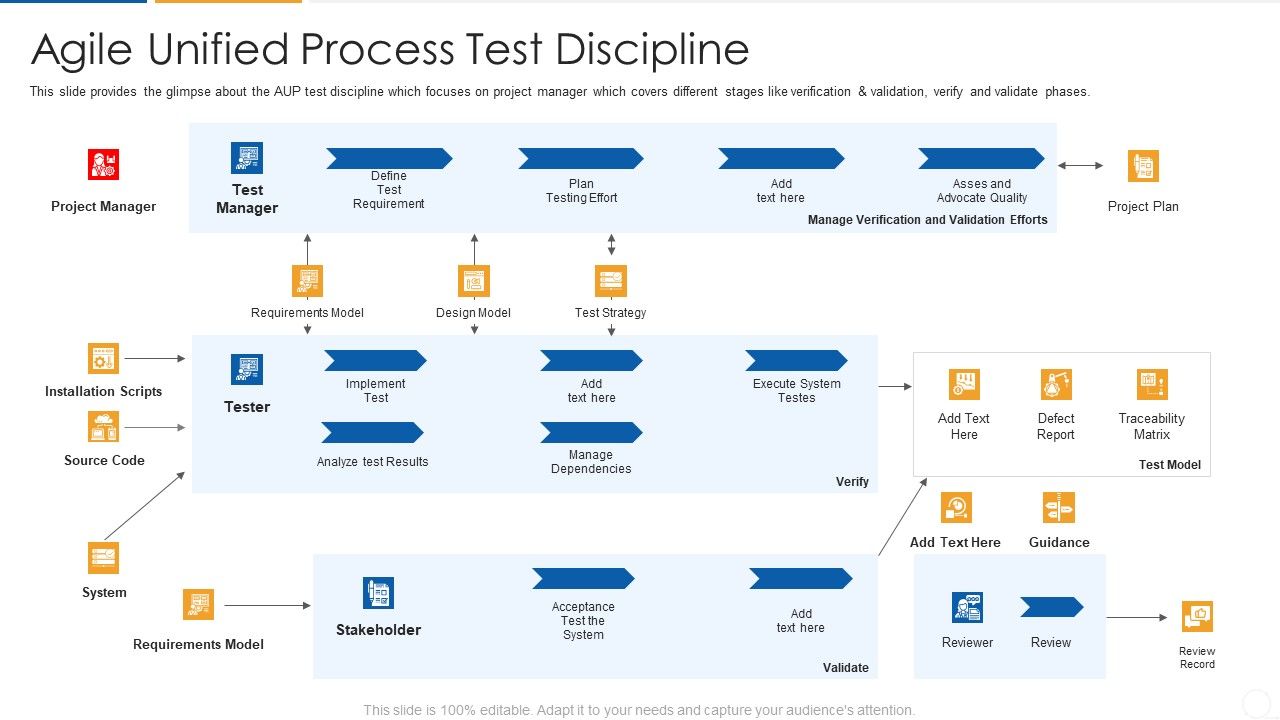 Agile Unified Process Test Discipline
This slide provides the glimpse about the AUP test discipline which focuses on project manager which covers different stages like verification & validation, verify and validate phases.
Project Manager
Test
Manager
Define
Test
Requirement
Plan
Testing Effort
Add
text here
Asses and
Advocate Quality
Manage Verification and Validation Efforts
Project Plan
Requirements Model
Design Model
Test Strategy
Installation Scripts
Source Code
System
Tester
Implement
Test
Add
text here
Execute System
Testes
Analyze test Results
Manage
Dependencies
Verify
Add Text
Here
Defect
Report
Traceability
Matrix
Test Model
Add Text Here
Guidance
Requirements Model
Stakeholder
Acceptance
Test the
System
Add
text here
Validate
Reviewer
Review
Review
Record
This slide is 100% editable. Adapt it to your needs and capture your audience's attention.